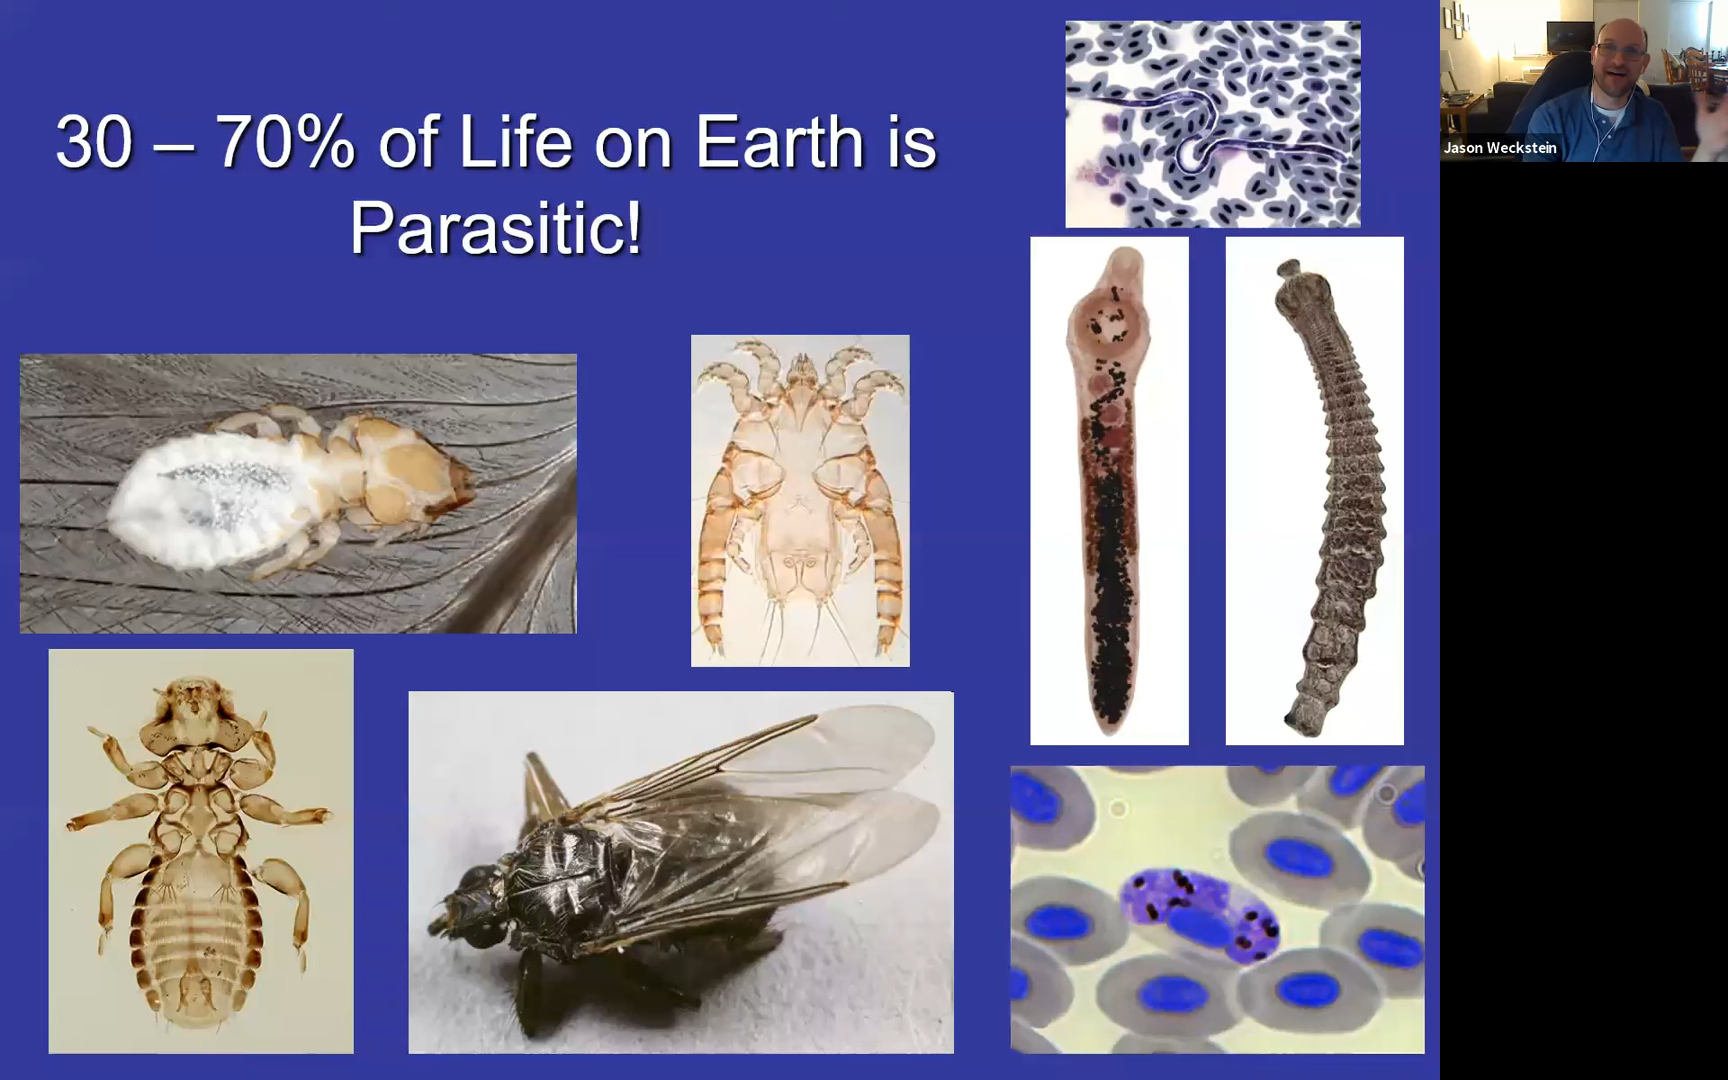 30 – 70% of Life on Earth is
Parasitic!
Jason Weckstein